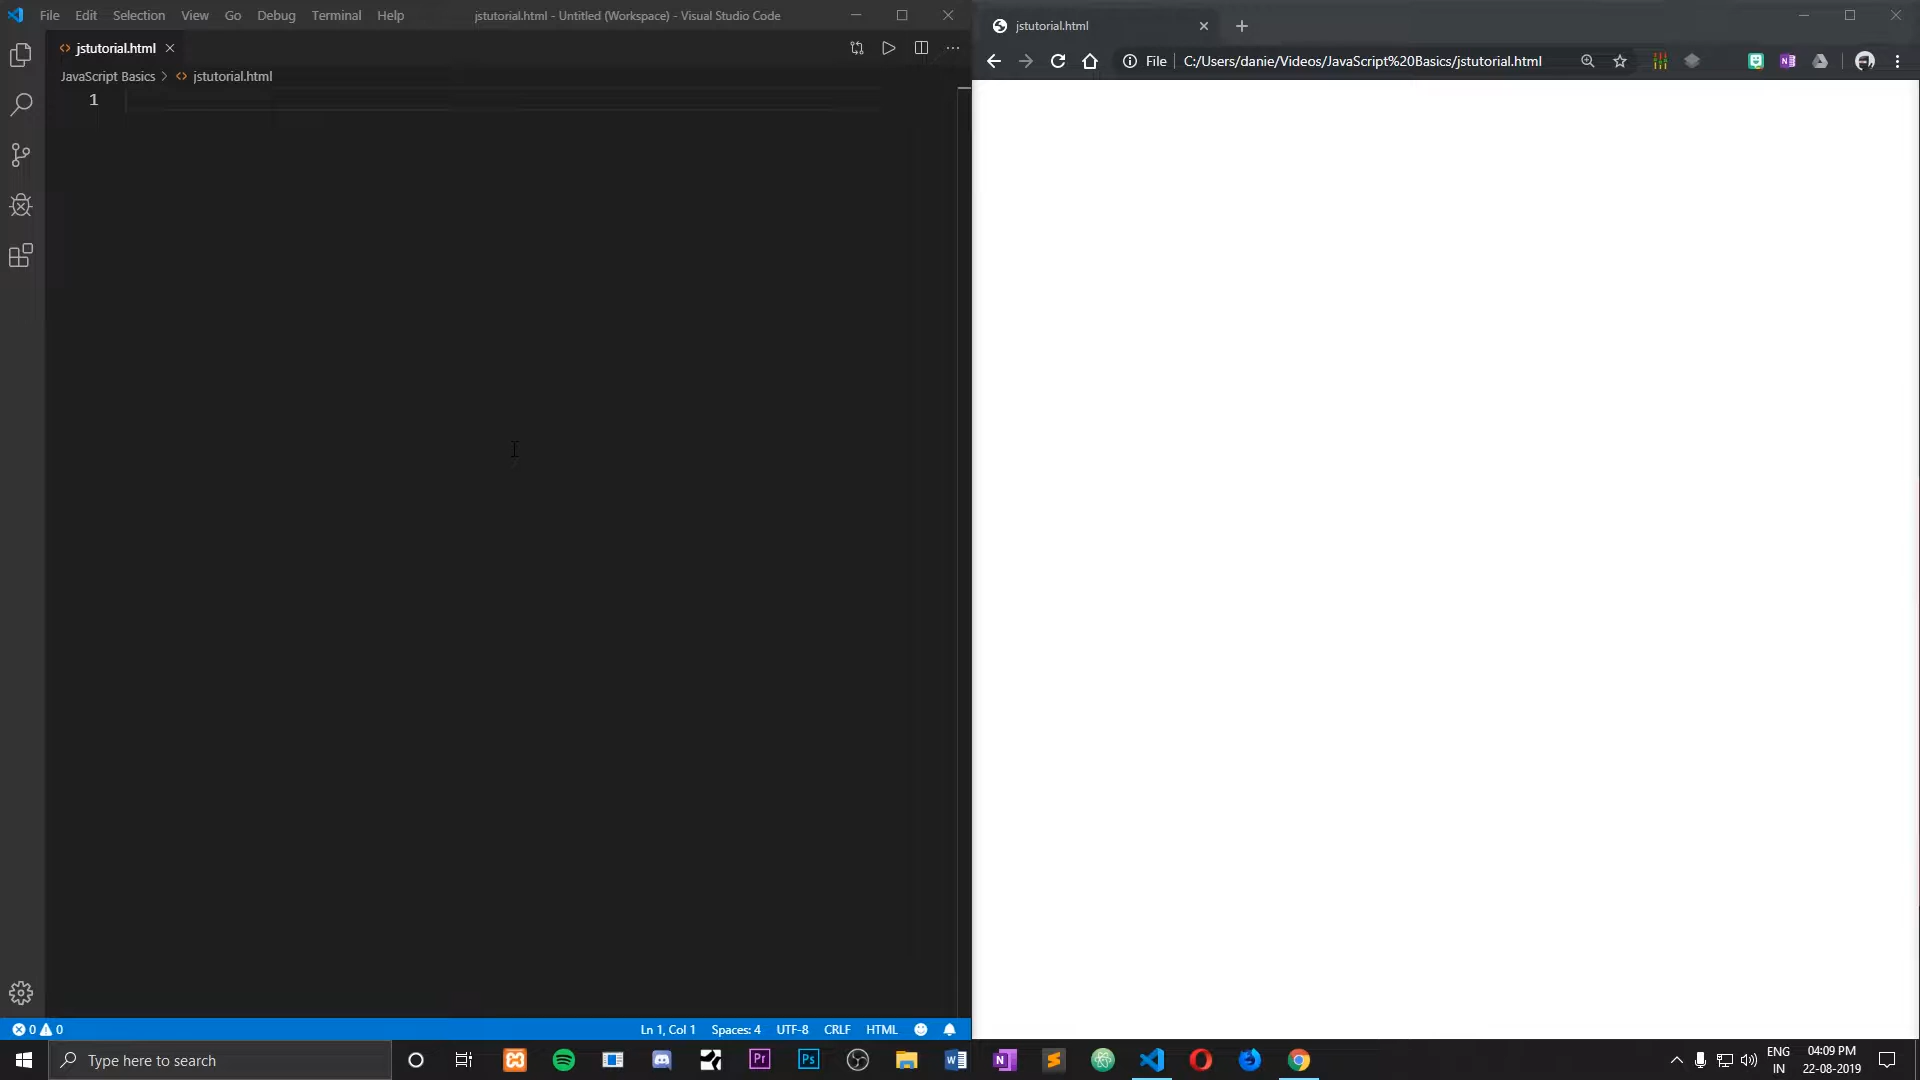 File Edit Selection View Go Debug Terminal Help
jstutorial.html - Untitled (Workspace) - Visual Studio Code
jstutorial.html
JavaScript Basics > jstutorial.html
1
0 0
Ln 1, Col 1 Spaces: 4 UTF-8 CRLF HTML
jstutorial.html
File C:/Users/danie/Videos/JavaScript%20Basics/jstutorial.html
Type here to search
Pr
Ps
W
N
ENG
IN
04:09 PM
22-08-2019